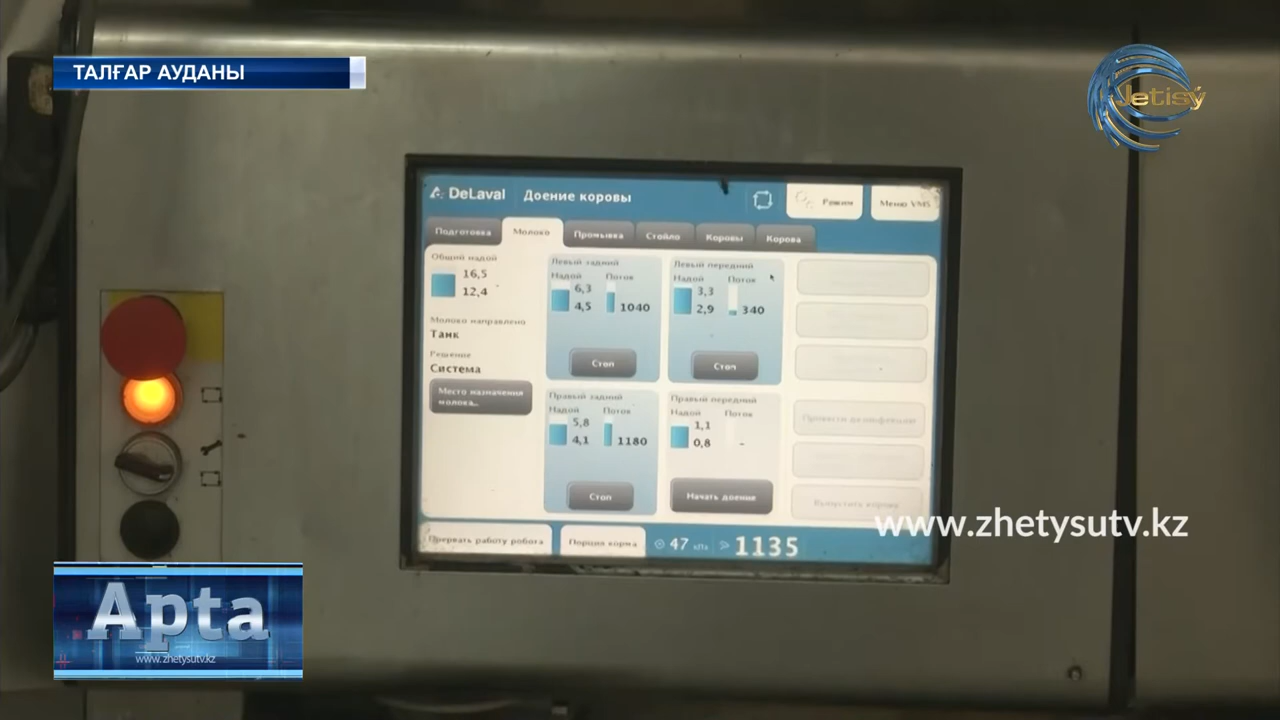 ТАЛҒАР АУДАНЫ
Jetisý
DeLaval
Доение коровы
Режим
Меню VMS
Подготовка
Молоко
Промывка
Стойло
Коровы
Корова
Общий надой
16,5
12,4
Молоко направлено
Танк
Решение
Система
Место назначения
молока..
Левый задний
Надой Поток
6,3
4,5 1040
Стоп
Левый передний
Надой Поток
3,3
2,9 340
Стоп
Правый задний
Надой Поток
5,8
4,1 1180
Стоп
Правый передний
Надой Поток
1,1
0,8 -
Начать доение
Провести дезинфекцию
Выпустить корову
Прервать работу робота
Порция корма
47 кПа
1135
www.zhetysutv.kz
Арта
www.zhetysutv.kz